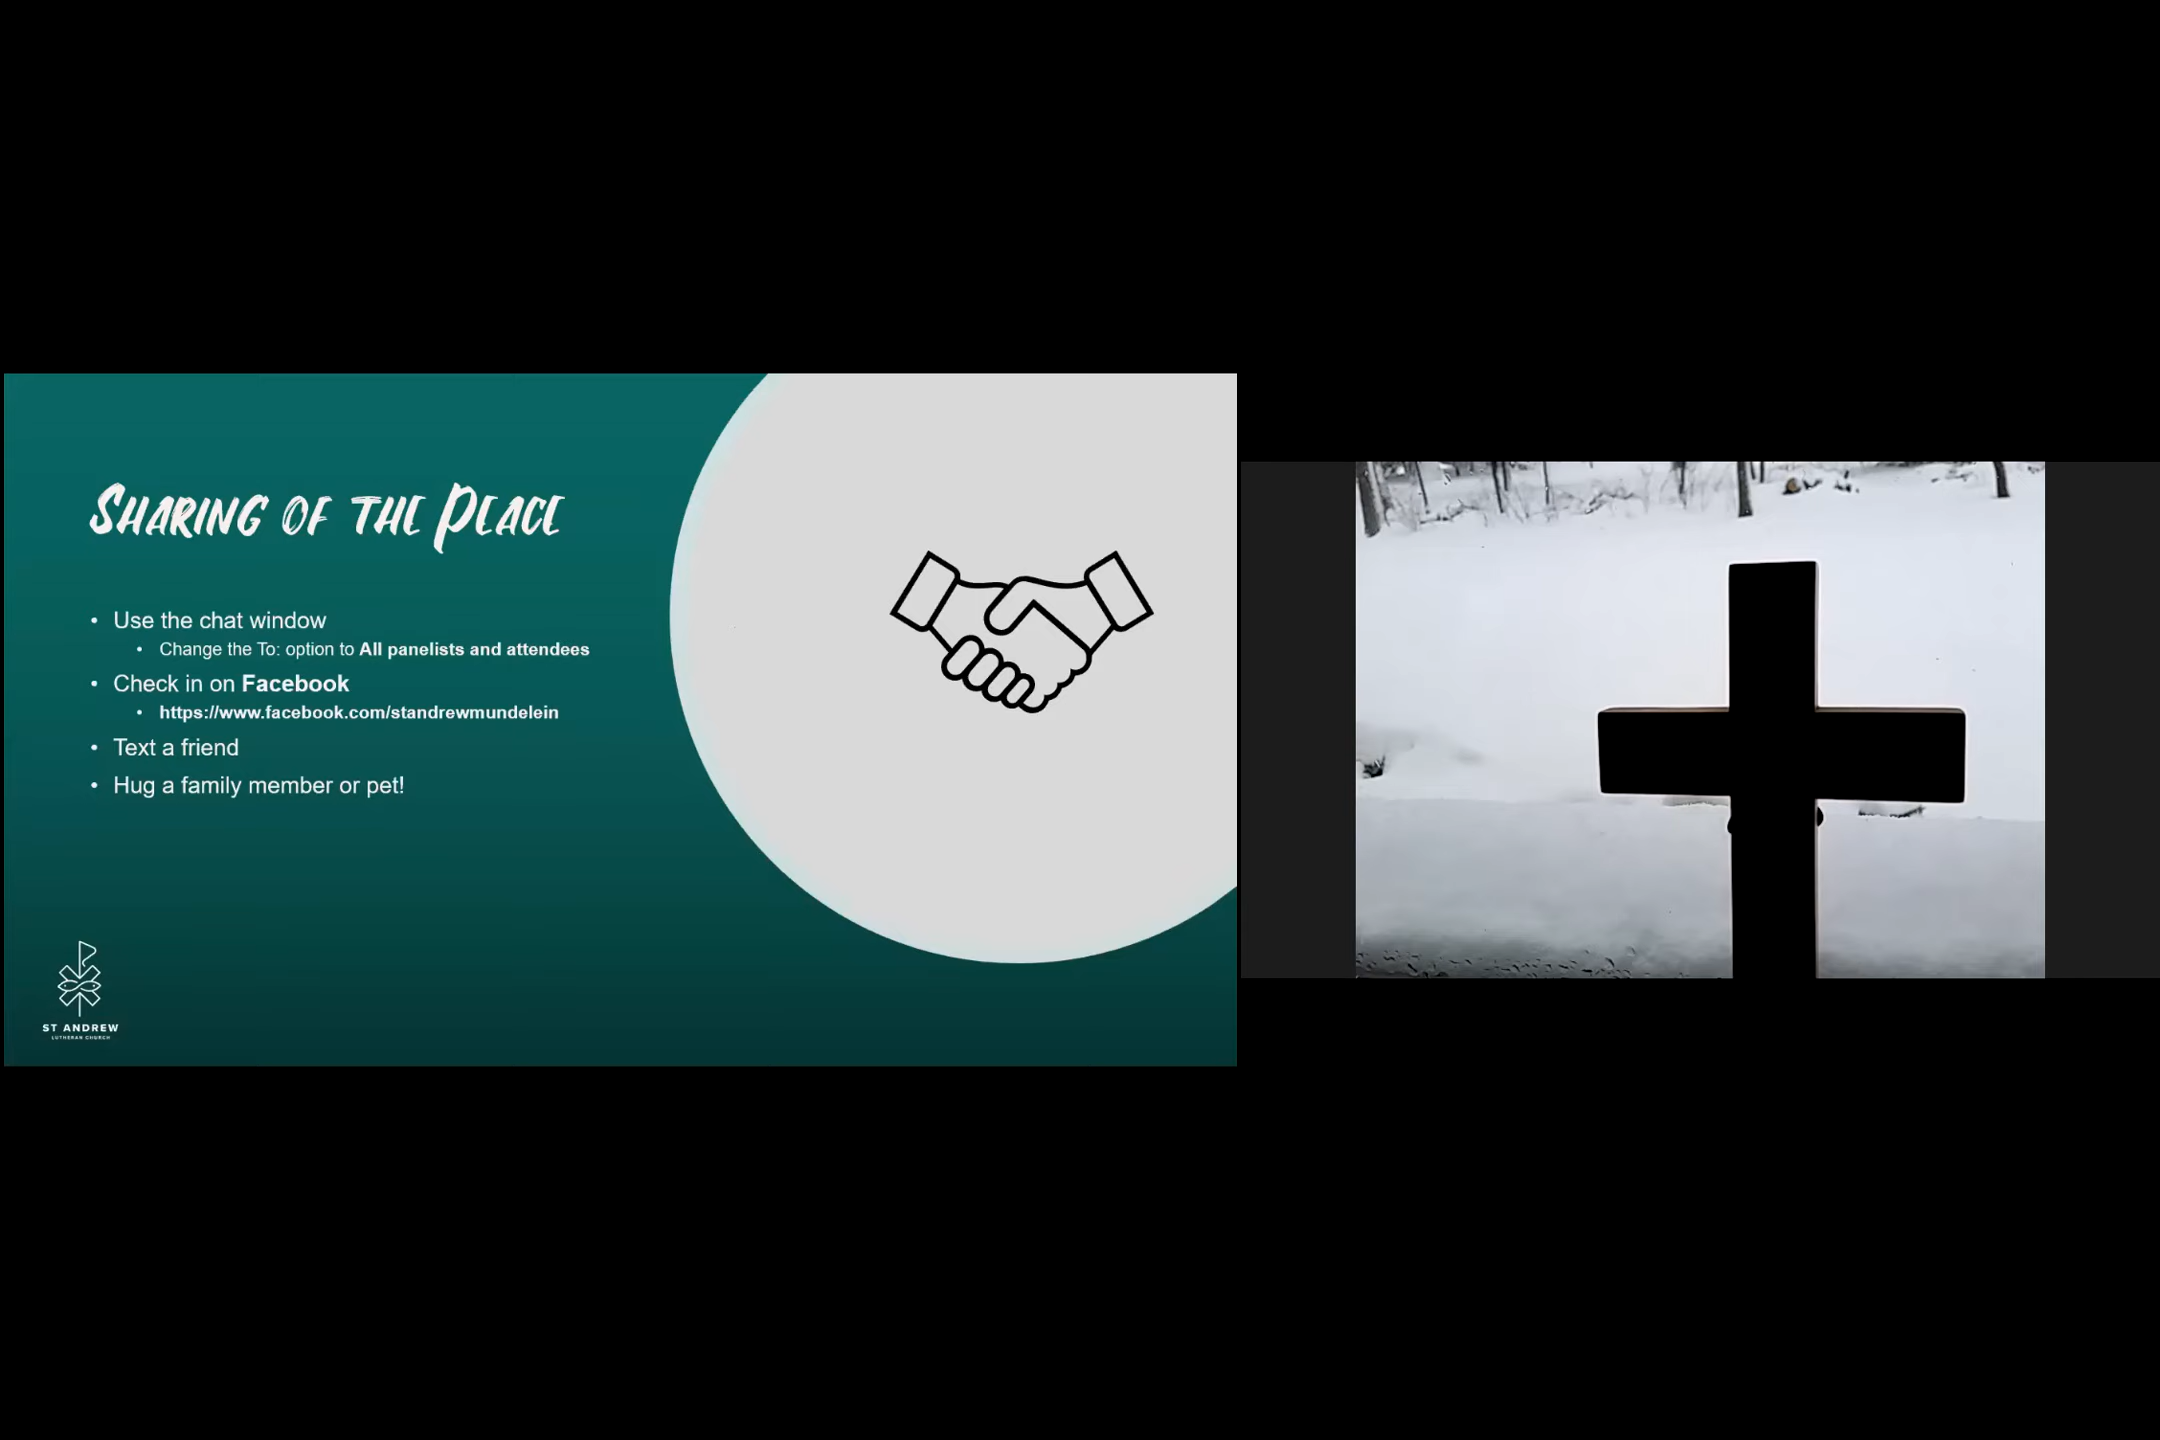 Sharing of the Peace
Use the chat window
Change the To: option to All panelists and attendees
Check in on Facebook
https://www.facebook.com/standrewmundelein
Text a friend
Hug a family member or pet!
ST ANDREW
LUTHERAN CHURCH